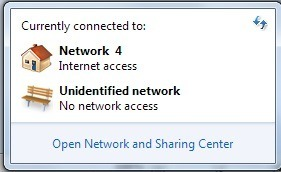 Currently connected to:
Network 4
Internet access
Unidentified network
No network access
Open Network and Sharing Center